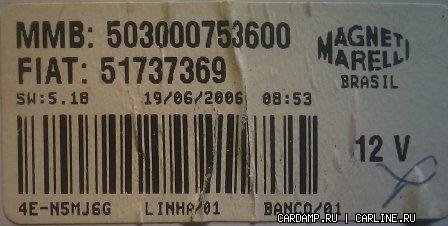 MMB: 503000753600
FIAT: 51737369
MAGNETI
MARELLI
BRASIL
SW:5.18 19/06/2006 08:53
12 V
4E-N5MJ6G LINHA/01 BANCO/01
CARDAMP.RU | CARLINE.RU